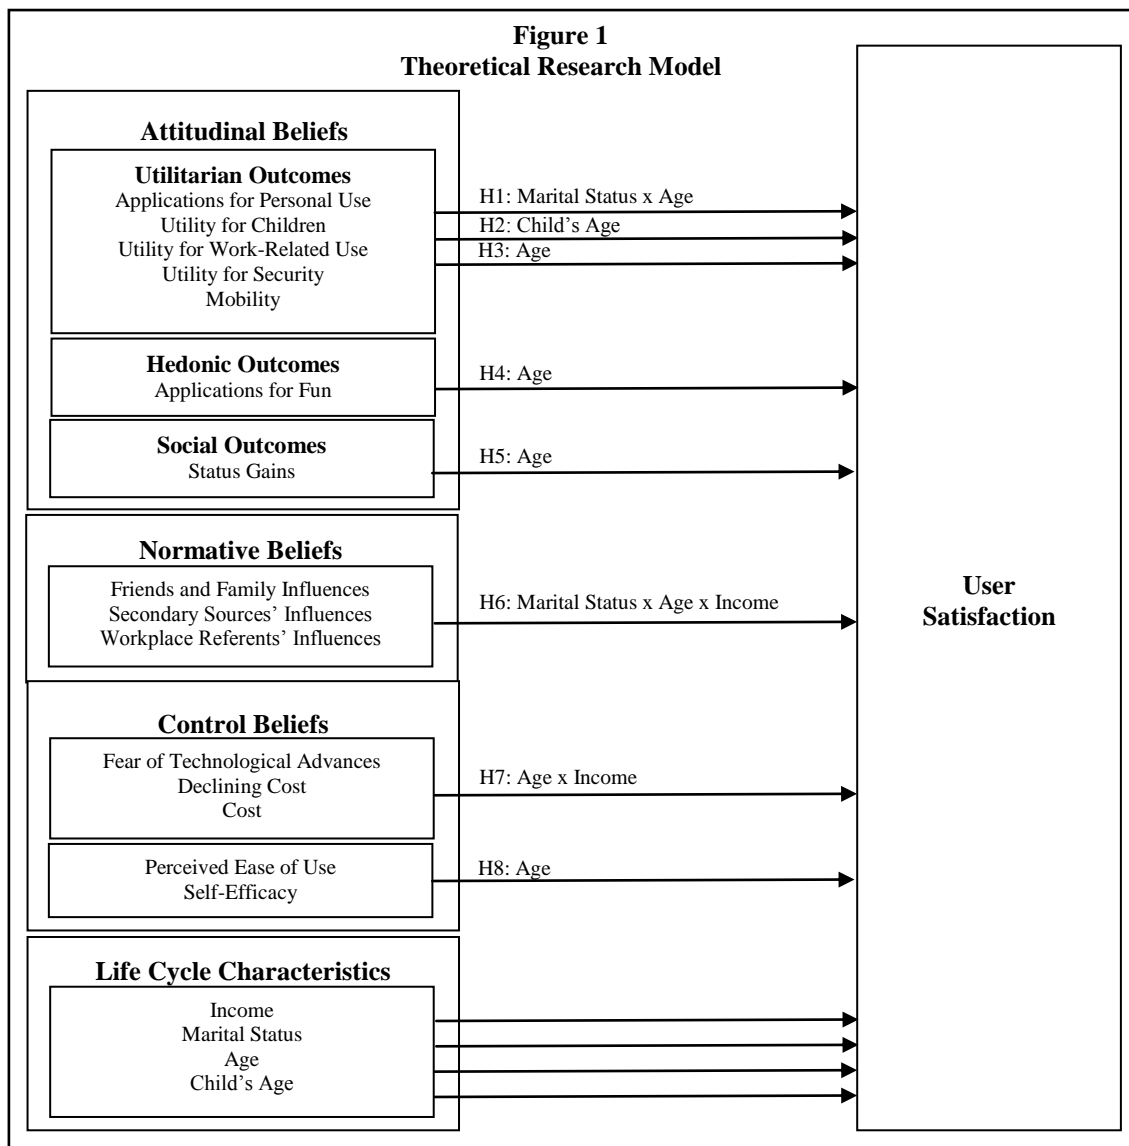 Figure 1
Theoretical Research Model
Attitudinal Beliefs
Utilitarian Outcomes
Applications for Personal Use
Utility for Children
Utility for Work-Related Use
Utility for Security
Mobility
H1: Marital Status x Age
H2: Child’s Age
H3: Age
Hedonic Outcomes
Applications for Fun
H4: Age
Social Outcomes
Status Gains
H5: Age
Normative Beliefs
Friends and Family Influences
Secondary Sources’ Influences
Workplace Referents’ Influences
H6: Marital Status x Age x Income
Control Beliefs
Fear of Technological Advances
Declining Cost
Cost
H7: Age x Income
Perceived Ease of Use
Self-Efficacy
H8: Age
Life Cycle Characteristics
Income
Marital Status
Age
Child’s Age
User
Satisfaction